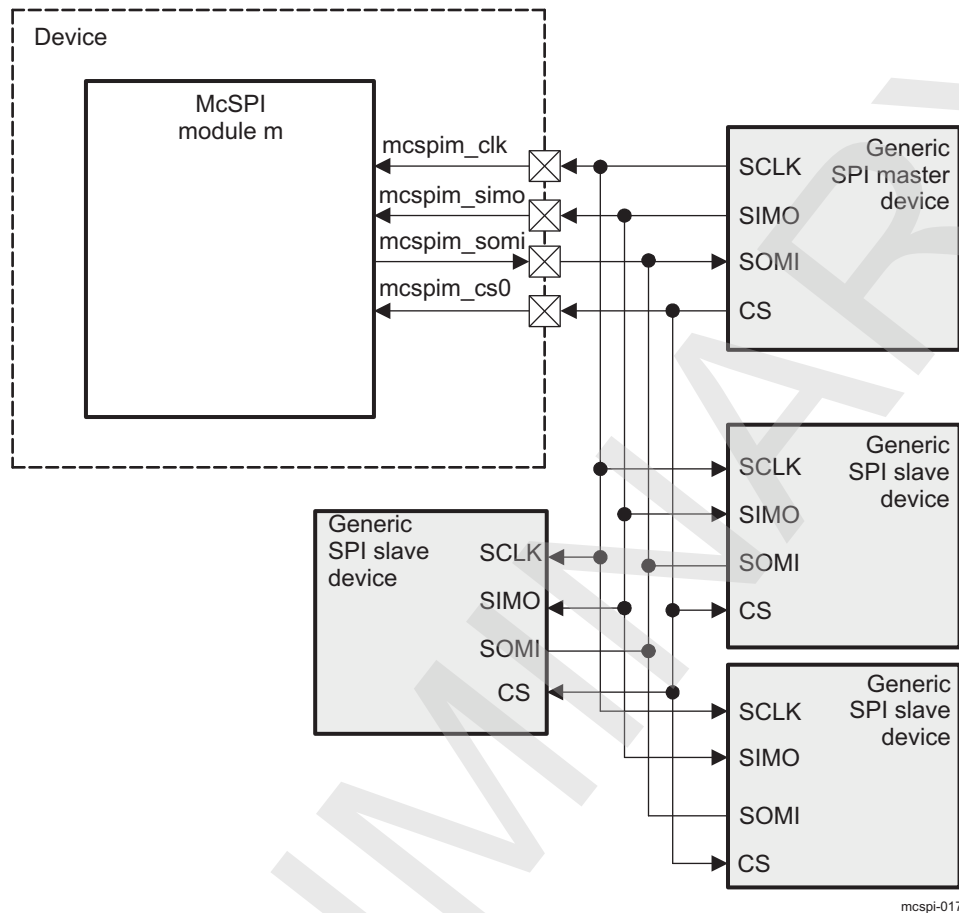 Device
McSPI
module m
mcspim_clk
mcspim_simo
mcspim_somi
mcspim_cs0
Generic
SPI master
device
SCLK
SIMO
SOMI
CS
Generic
SPI slave
device
SCLK
SIMO
SOMI
CS
Generic
SPI slave
device
SCLK
SIMO
SOMI
CS
Generic
SPI slave
device
SCLK
SIMO
SOMI
CS
mcspi-017